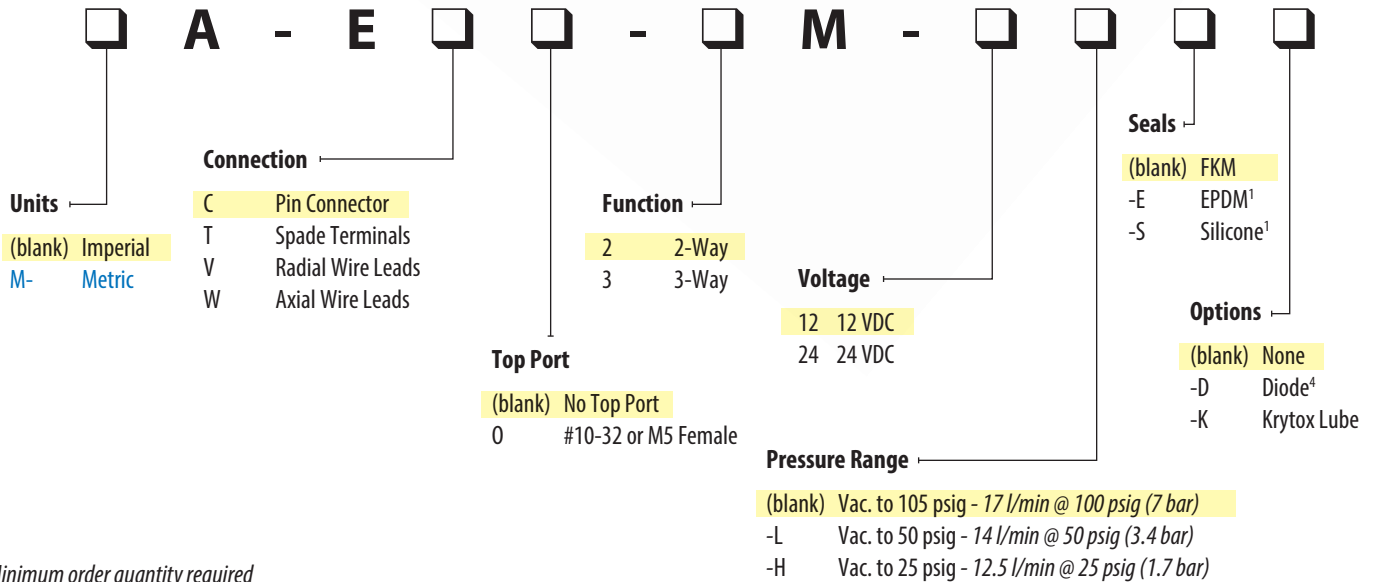 ❏ A - E ❏ ❏ - ❏ M - ❏ ❏ ❏ ❏
Units
(blank) Imperial
M- Metric
Connection
C Pin Connector
T Spade Terminals
V Radial Wire Leads
W Axial Wire Leads
Top Port
(blank) No Top Port
O #10-32 or M5 Female
Function
2 2-Way
3 3-Way
Voltage
12 12 VDC
24 24 VDC
Pressure Range
(blank) Vac. to 105 psig - 17 l/min @ 100 psig (7 bar)
-L Vac. to 50 psig - 14 l/min @ 50 psig (3.4 bar)
-H Vac. to 25 psig - 12.5 l/min @ 25 psig (1.7 bar)
Seals
(blank) FKM
-E EPDM¹
-S Silicone¹
Options
(blank) None
-D Diode⁴
-K Krytox Lube
order quantity required